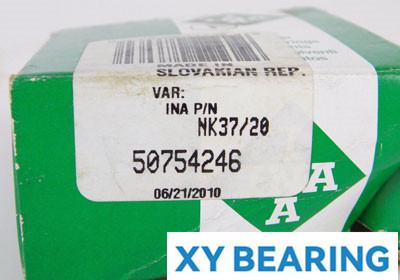 MADE IN
SLOVAKIAN REP.
VAR:
INA P/N
NK37/20
50754246
06/21/2010
A
A
XY BEARING